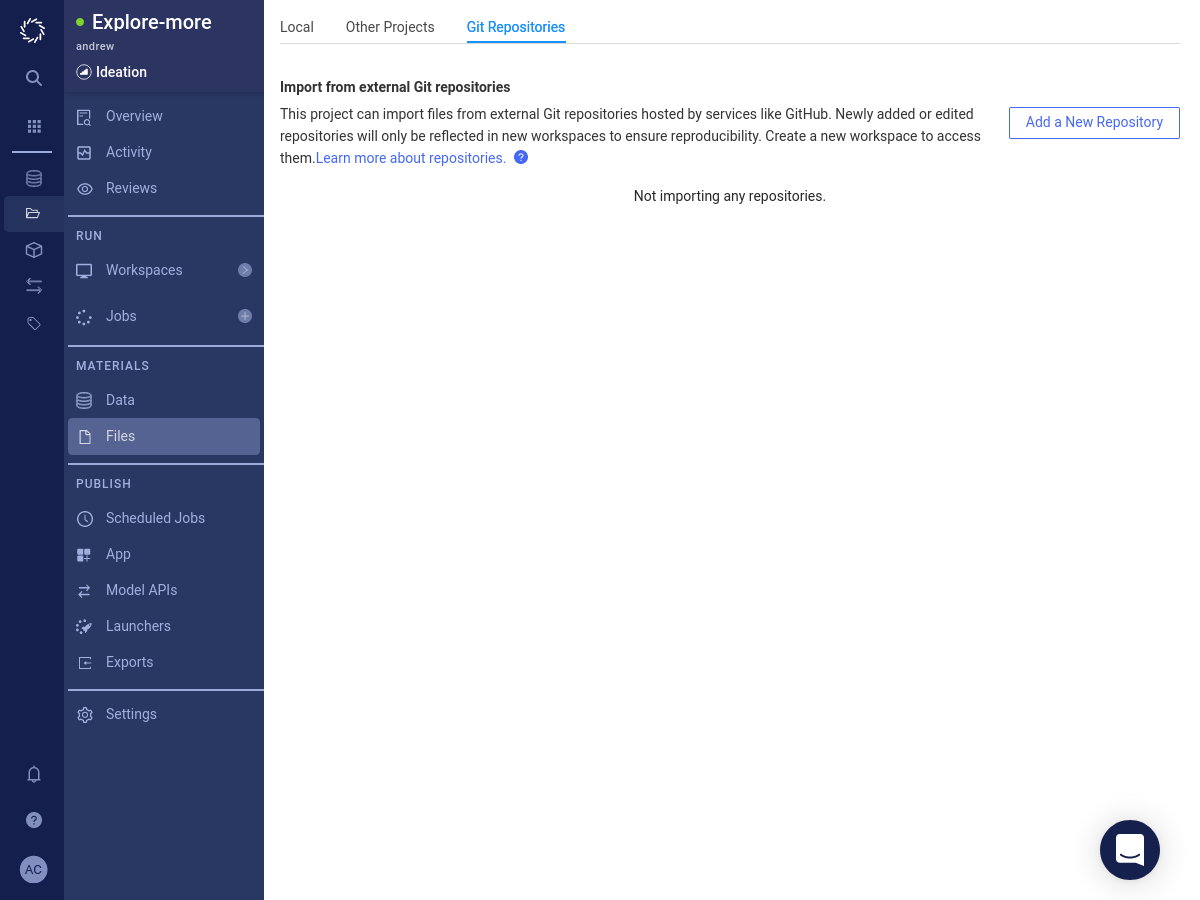 Explore-more
andrew
Ideation
Overview
Activity
Reviews
RUN
Workspaces
Jobs
MATERIALS
Data
Files
PUBLISH
Scheduled Jobs
App
Model APIs
Launchers
Exports
Settings
AC
Local Other Projects Git Repositories
Import from external Git repositories
This project can import files from external Git repositories hosted by services like GitHub. Newly added or edited
repositories will only be reflected in new workspaces to ensure reproducibility. Create a new workspace to access
them.Learn more about repositories. ?
Add a New Repository
Not importing any repositories.